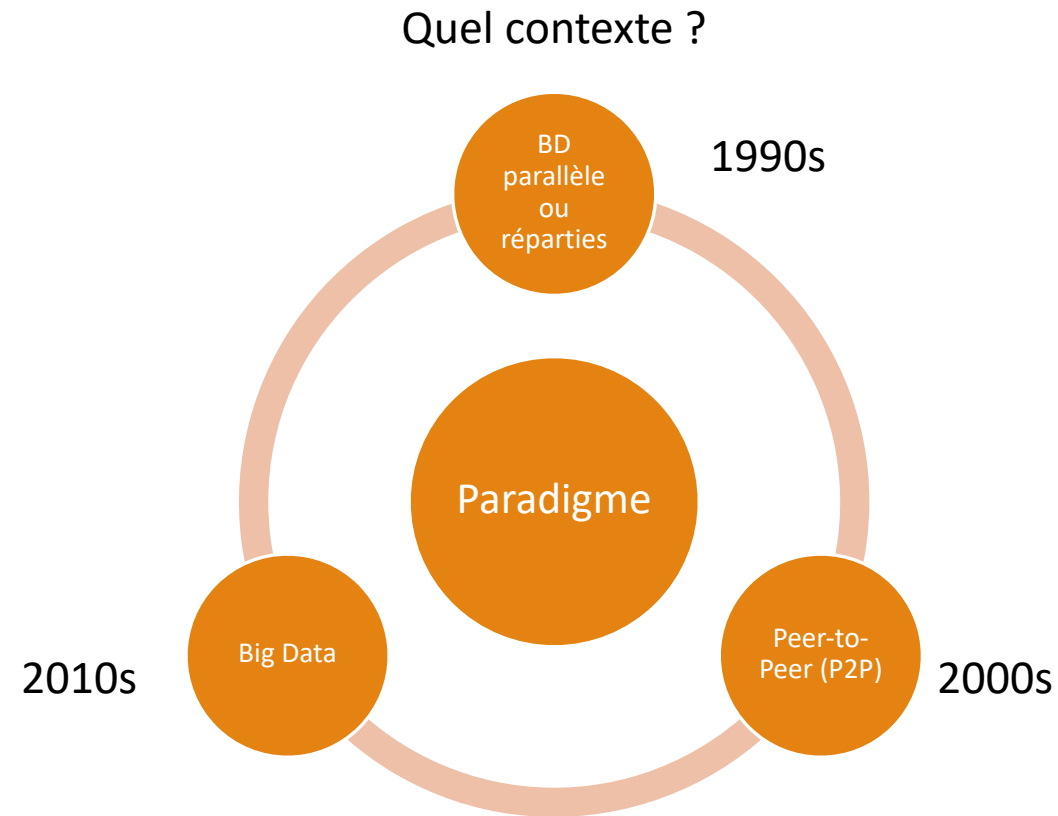 Quel contexte ?
BD
parallèle
ou
réparties
1990s
Paradigme
Big Data
2010s
Peer-to-
Peer (P2P)
2000s